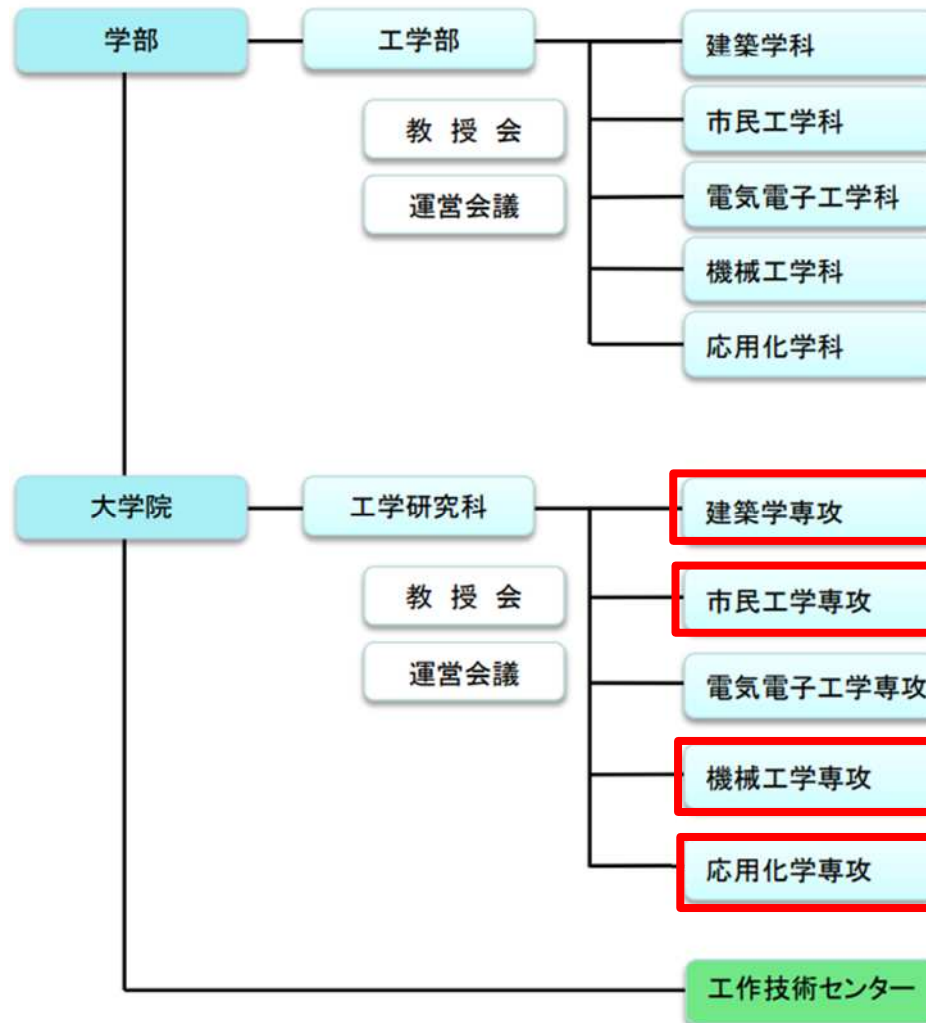 学部
工学部
建築学科
教 授 会
市民工学科
運営会議
電気電子工学科
機械工学科
応用化学科
大学院
工学研究科
建築学専攻
教 授 会
市民工学専攻
運営会議
電気電子工学専攻
機械工学専攻
応用化学専攻
工作技術センター